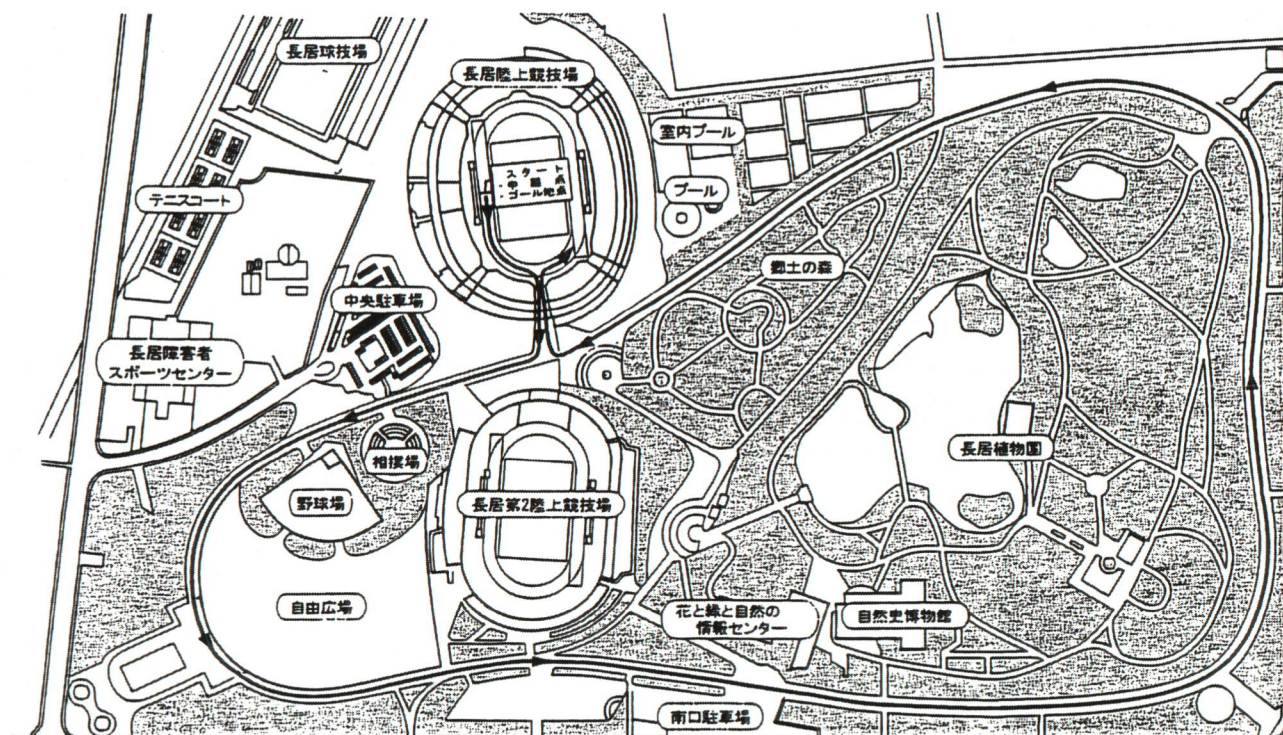 長居球技場
長居陸上競技場
室内プール
スタート
・中間点
・ゴール地点
プール
テニスコート
郷土の森
中央駐車場
長居障害者
スポーツセンター
長居植物園
相撲場
野球場
長居第2陸上競技場
自由広場
花と緑と自然の
情報センター
自然史博物館
南口駐車場